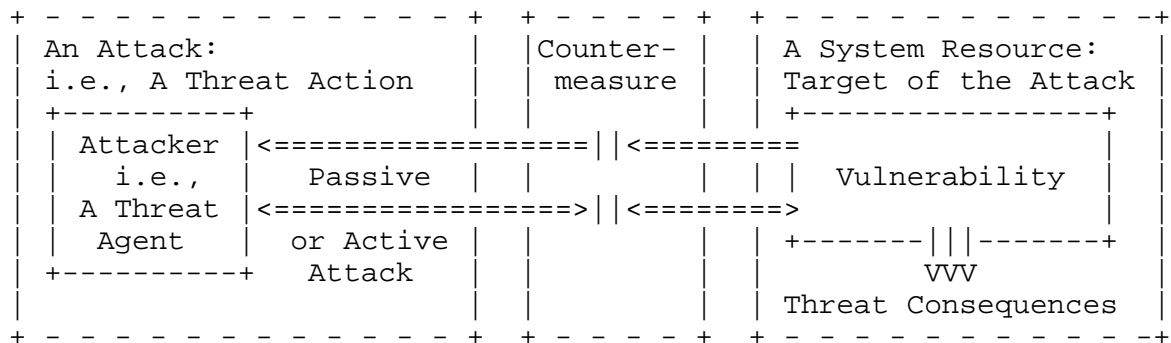 + - - - - - - - - - - - - +  + - - - - +  + - - - - - - - - - - -+
| An Attack:              |  |Counter- |  | A System Resource:   |
| i.e., A Threat Action   |  | measure |  | Target of the Attack |
| +----------+            |  |         |  | +-----------------+  |
| | Attacker |<==================||<=========                 |  |
| |   i.e.,  |   Passive  |  |         |  | |  Vulnerability  |  |
| | A Threat |<=================>||<========>                 |  |
| |  Agent   |  or Active |  |         |  | +-------|||-------+  |
| +----------+   Attack   |  |         |  |         VVV          |
|                         |  |         |  | Threat Consequences  |
+ - - - - - - - - - - - - +  + - - - - +  + - - - - - - - - - - -+